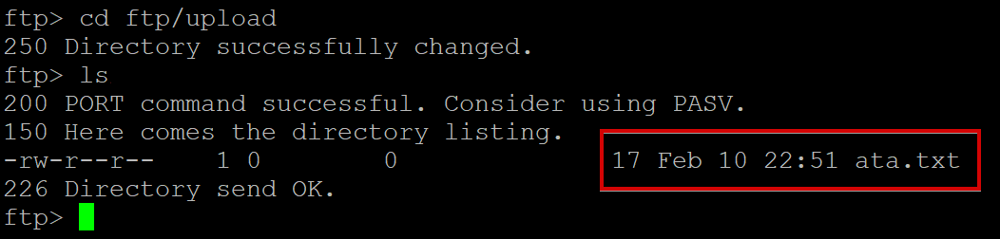 ftp> cd ftp/upload
250 Directory successfully changed.
ftp> ls
200 PORT command successful. Consider using PASV.
150 Here comes the directory listing.
-rw-r--r--    1 0        0              17 Feb 10 22:51 ata.txt
226 Directory send OK.
ftp>